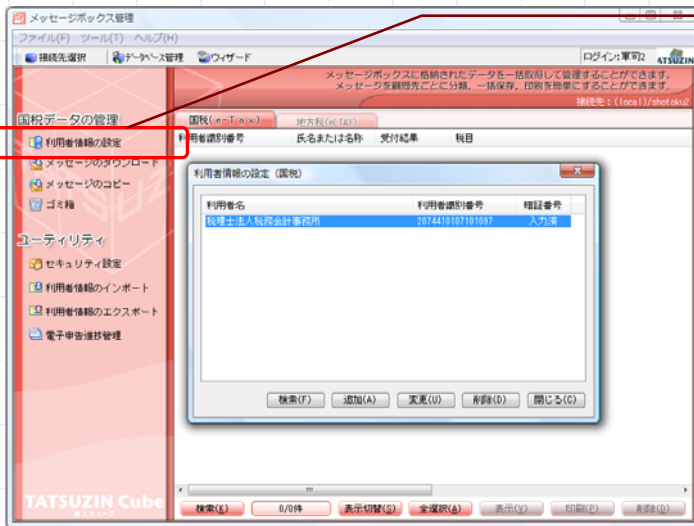 メッセージボックス管理
ファイル(F) ツール(T) ヘルプ(H)
接続先選択 データベース管理 ウィザード ログイン:軍司2 ATSUZIN
メッセージボックスに格納されたデータを一括取得して管理することができます。
メッセージを顧問先ごとに分類、一括保存、印刷を簡単にすることができます。
接続先：(local)/shotoku2
国税データの管理
利用者情報の設定
メッセージのダウンロード
メッセージのコピー
ゴミ箱
ユーティリティ
セキュリティ設定
利用者情報のインポート
利用者情報のエクスポート
電子申告進捗管理
国税(e-Tax) 地方税(eLTAX)
利用者識別番号 氏名または名称 受付結果 税目
利用者情報の設定（国税）
利用者名 利用者識別番号 暗証番号
税理士法人税務会計事務所 2074410107101097 入力済
検索(F) 追加(A) 変更(U) 削除(D) 閉じる(C)
TATSUZIN Cube
達人キューブ
検索(K) 0/0件 表示切替(S) 全選択(A) 表示(V) 印刷(P) 削除(D)